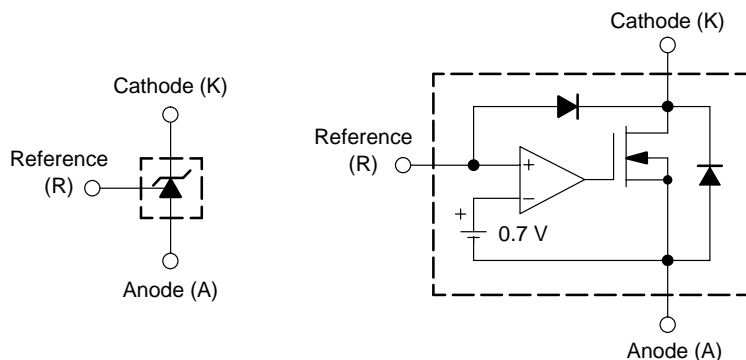 Cathode (K)
Reference
(R)
Anode (A)
Cathode (K)
Reference
(R)
+
−
+
0.7 V
Anode (A)